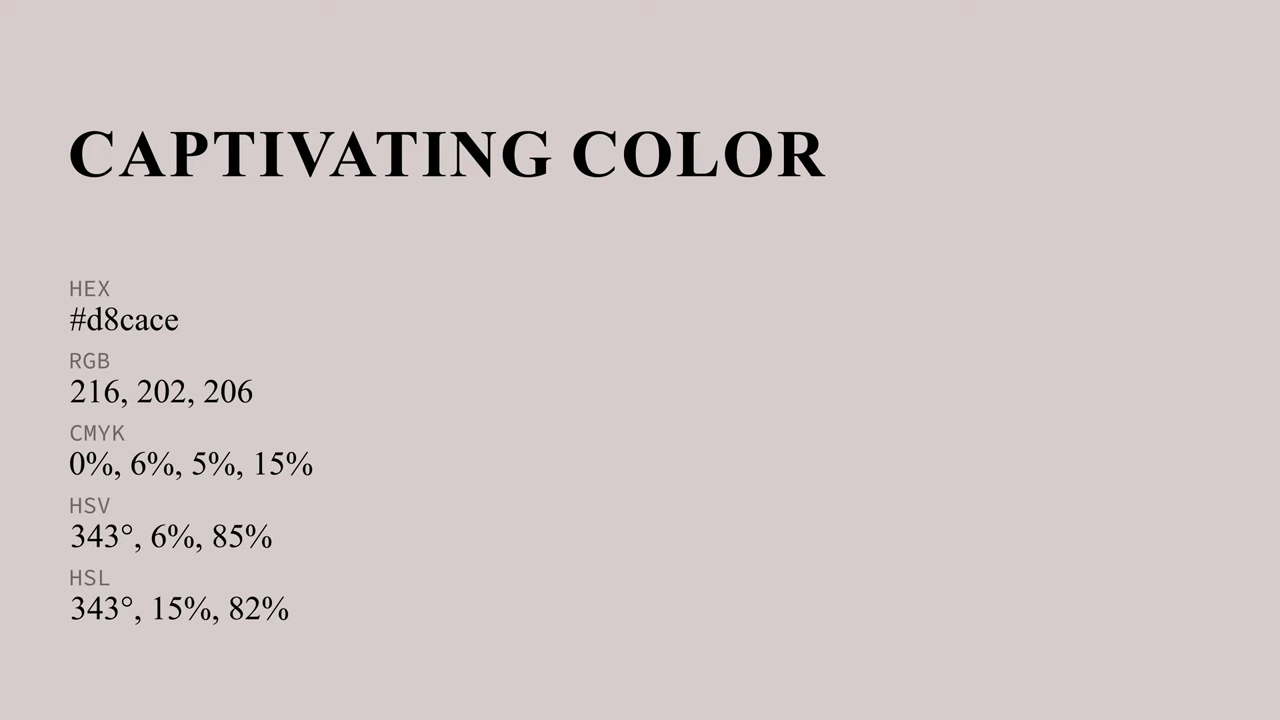 CAPTIVATING COLOR
HEX
#d8cace
RGB
216, 202, 206
CMYK
0%, 6%, 5%, 15%
HSV
343°, 6%, 85%
HSL
343°, 15%, 82%